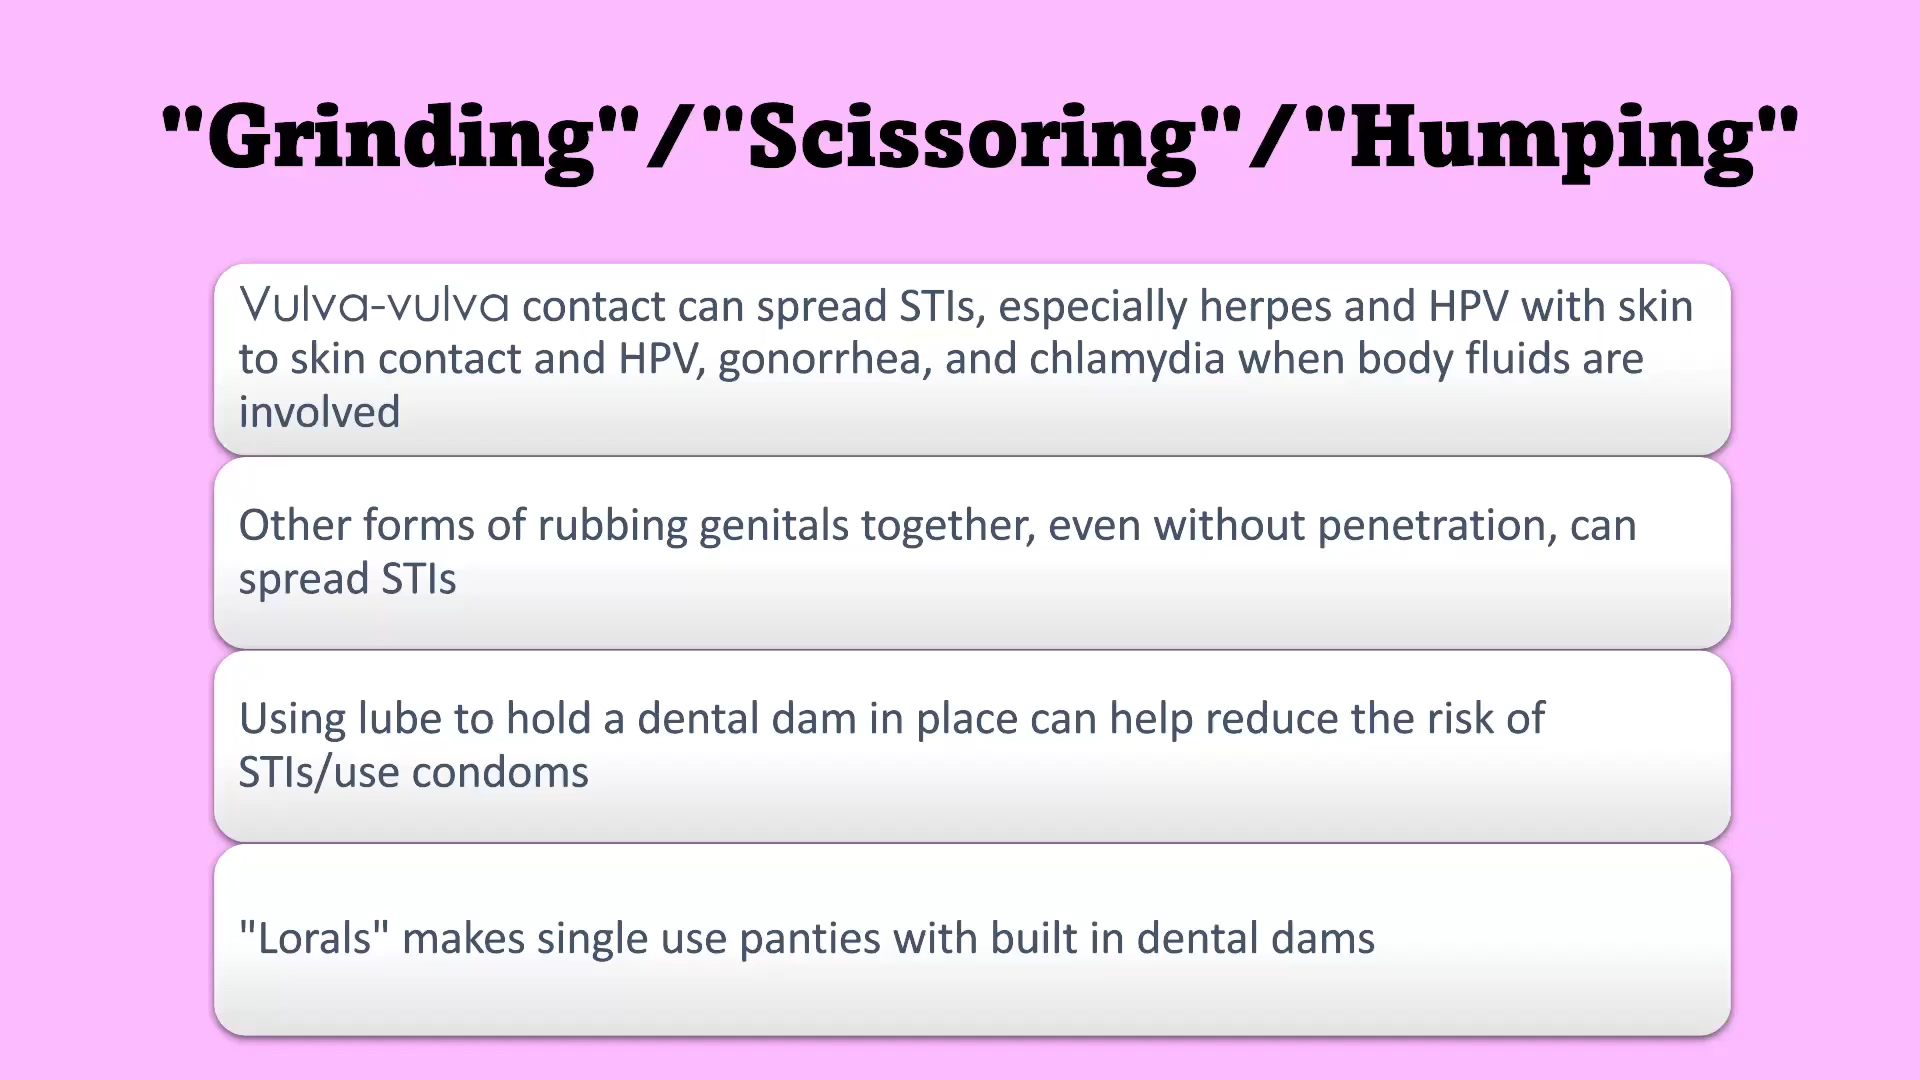 "Grinding"/"Scissoring"/"Humping"
Vulva-vulva contact can spread STIs, especially herpes and HPV with skin
to skin contact and HPV, gonorrhea, and chlamydia when body fluids are
involved
Other forms of rubbing genitals together, even without penetration, can
spread STIs
Using lube to hold a dental dam in place can help reduce the risk of
STIs/use condoms
"Lorals" makes single use panties with built in dental dams